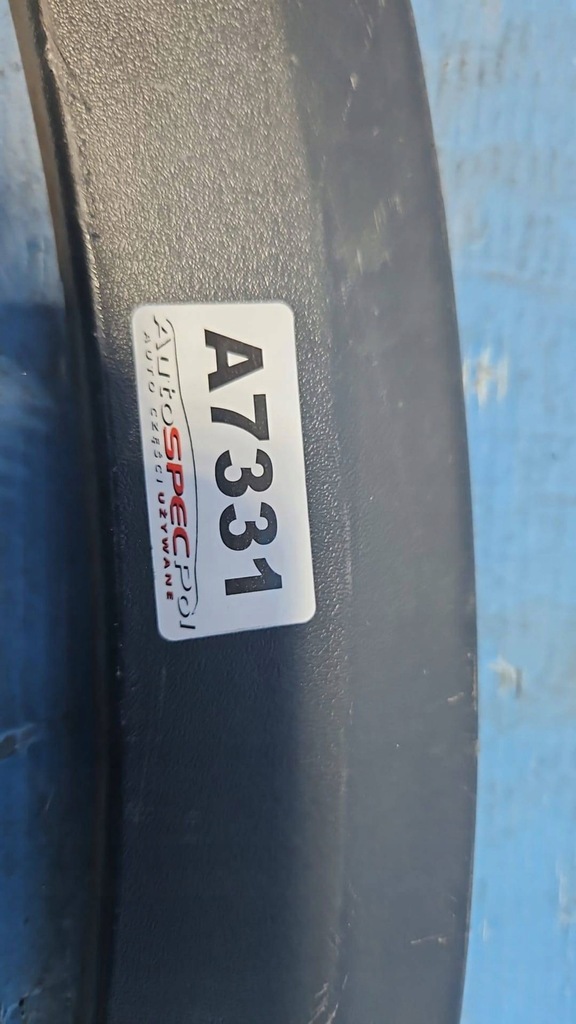 A7331
AutoSPECpol
AUTO CZĘŚCI UŻYWANE